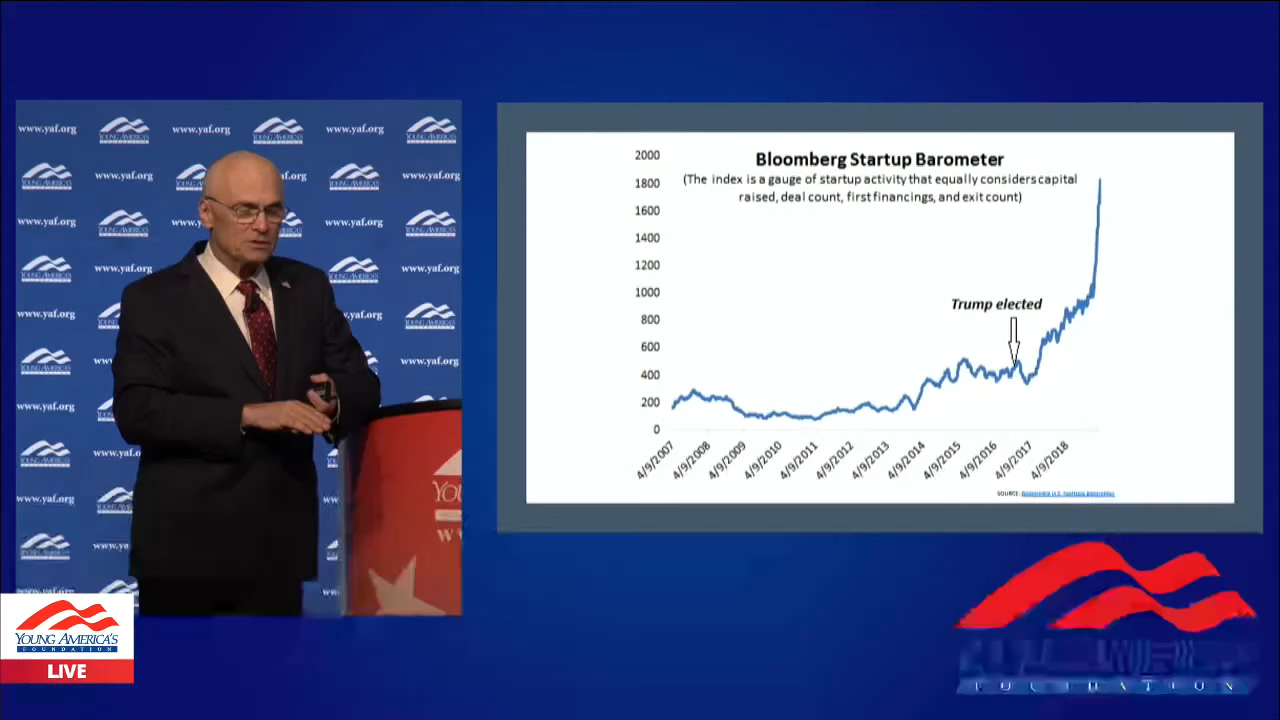 www.yaf.org
YOUNG AMERICA'S
FOUNDATION
LIVE
Bloomberg Startup Barometer
(The index is a gauge of startup activity that equally considers capital
raised, deal count, first financings, and exit count)
2000
1800
1600
1400
1200
1000
800
600
400
200
0
Trump elected
4/9/2007
4/9/2008
4/9/2009
4/9/2010
4/9/2011
4/9/2012
4/9/2013
4/9/2014
4/9/2015
4/9/2016
4/9/2017
4/9/2018
SOURCE: Bloomberg U.S. Startups Barometer
FOUNDATION